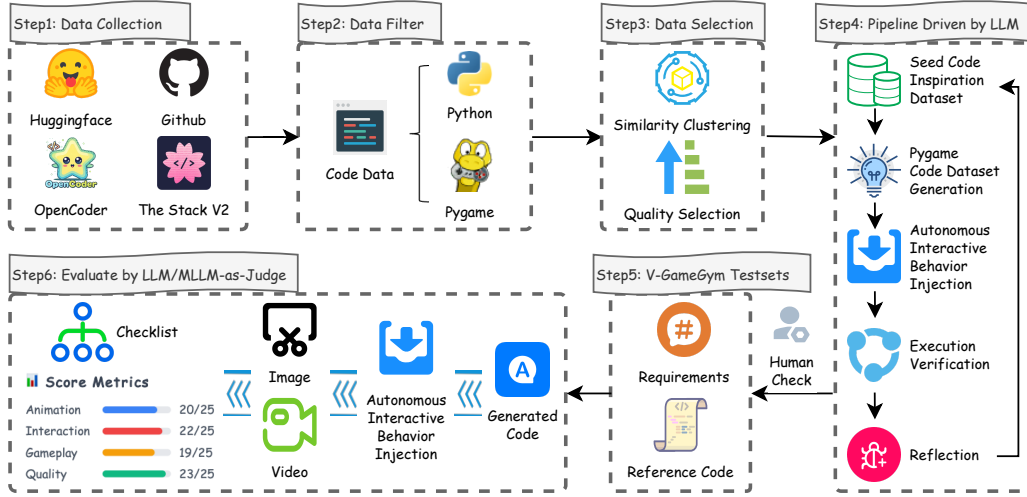 Step1: Data Collection
Huggingface
Github
OpenCoder
OpenCoder
The Stack V2
Step2: Data Filter
Code Data
Python
Pygame
Step3: Data Selection
Similarity Clustering
Quality Selection
Step4: Pipeline Driven by LLM
Seed Code
Inspiration
Dataset
Pygame
Code Dataset
Generation
Autonomous
Interactive
Behavior
Injection
Execution
Verification
Reflection
Human
Check
Step5: V-GameGym Testsets
#
Requirements
</>
Reference Code
Step6: Evaluate by LLM/MLLM-as-Judge
Checklist
Score Metrics
Animation 20/25
Interaction 22/25
Gameplay 19/25
Quality 23/25
Image
Video
Autonomous
Interactive
Behavior
Injection
A
Generated
Code